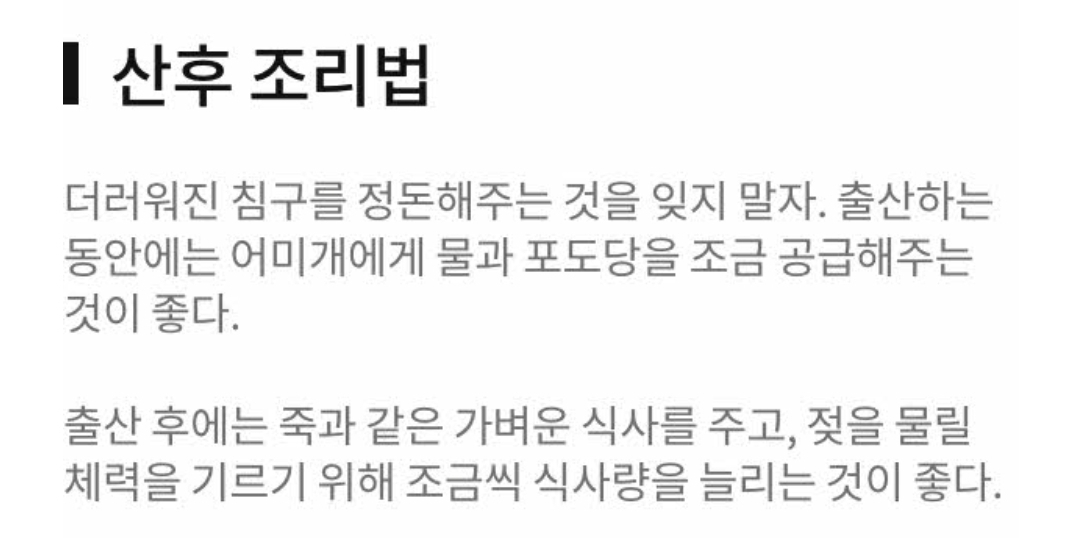 산후 조리법
더러워진 침구를 정돈해주는 것을 잊지 말자. 출산하는
동안에는 어미개에게 물과 포도당을 조금 공급해주는
것이 좋다.
출산 후에는 죽과 같은 가벼운 식사를 주고, 젖을 물릴
체력을 기르기 위해 조금씩 식사량을 늘리는 것이 좋다.